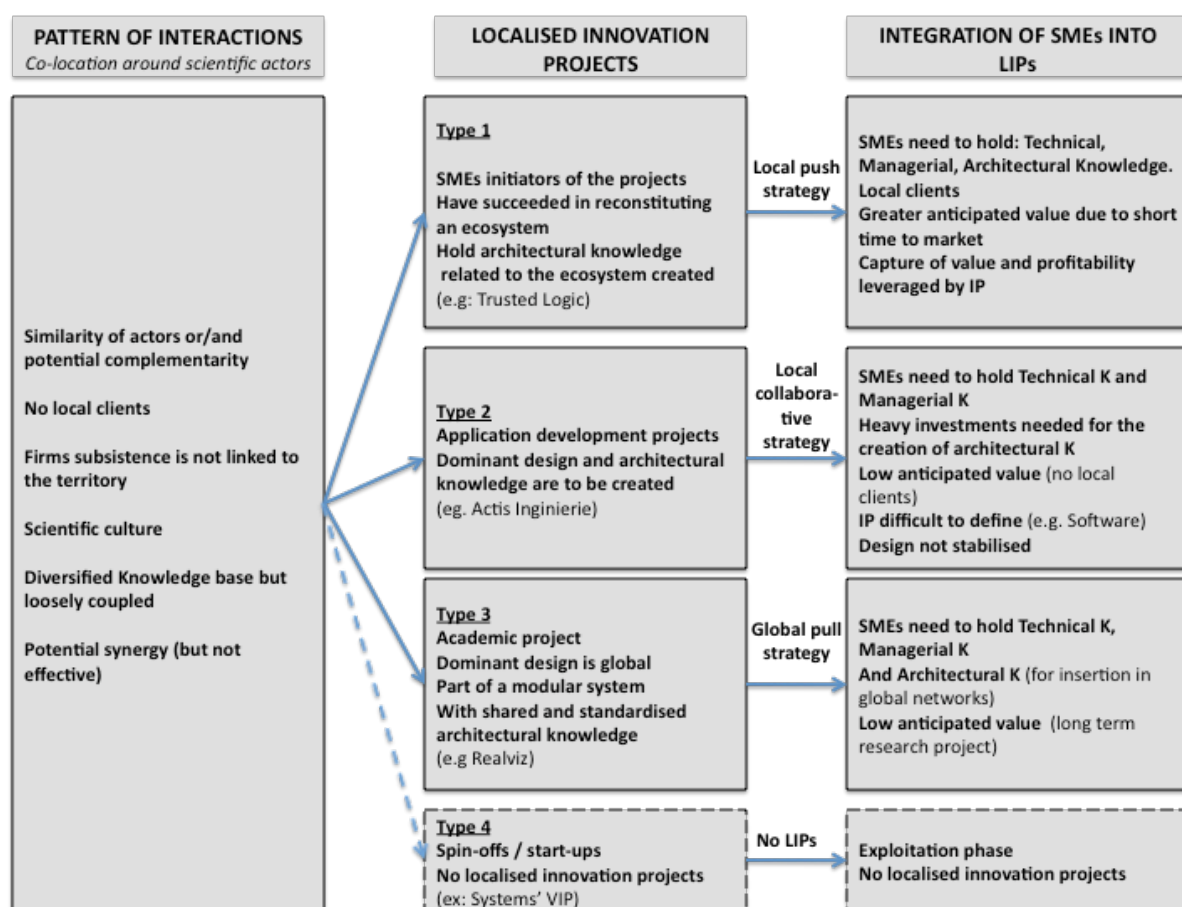 PATTERN OF INTERACTIONS
Co-location around scientific actors
LOCALISED INNOVATION
PROJECTS
INTEGRATION OF SMEs INTO
LIPs
Similarity of actors or/and
potential complementarity
No local clients
Firms subsistence is not linked to
the territory
Scientific culture
Diversified Knowledge base but
loosely coupled
Potential synergy (but not
effective)
Type 1
SMEs initiators of the projects
Have succeeded in reconstituting
an ecosystem
Hold architectural knowledge
related to the ecosystem created
(e.g: Trusted Logic)
Local push
strategy
SMEs need to hold: Technical,
Managerial, Architectural Knowledge.
Local clients
Greater anticipated value due to short
time to market
Capture of value and profitability
leveraged by IP
Type 2
Application development projects
Dominant design and architectural
knowledge are to be created
(eg. Actis Inginierie)
Local
collabora-
tive
strategy
SMEs need to hold Technical K and
Managerial K
Heavy investments needed for the
creation of architectural K
Low anticipated value (no local
clients)
IP difficult to define (e.g. Software)
Design not stabilised
Type 3
Academic project
Dominant design is global
Part of a modular system
With shared and standardised
architectural knowledge
(e.g Realviz)
Global pull
strategy
SMEs need to hold Technical K,
Managerial K
And Architectural K (for insertion in
global networks)
Low anticipated value (long term
research project)
Type 4
Spin-offs / start-ups
No localised innovation projects
(ex: Systems' VIP)
No LIPs
Exploitation phase
No localised innovation projects